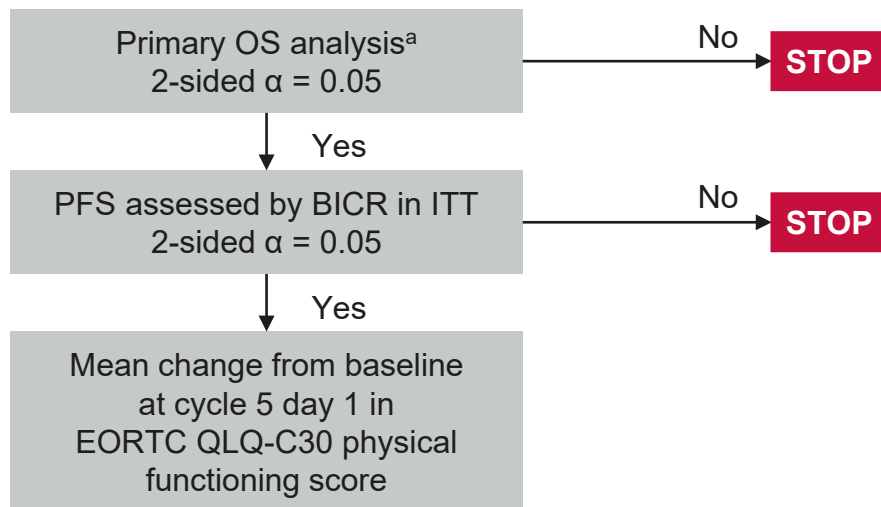 Primary OS analysisᵃ
2-sided α = 0.05
No
STOP
Yes
PFS assessed by BICR in ITT
2-sided α = 0.05
No
STOP
Yes
Mean change from baseline
at cycle 5 day 1 in
EORTC QLQ-C30 physical
functioning score